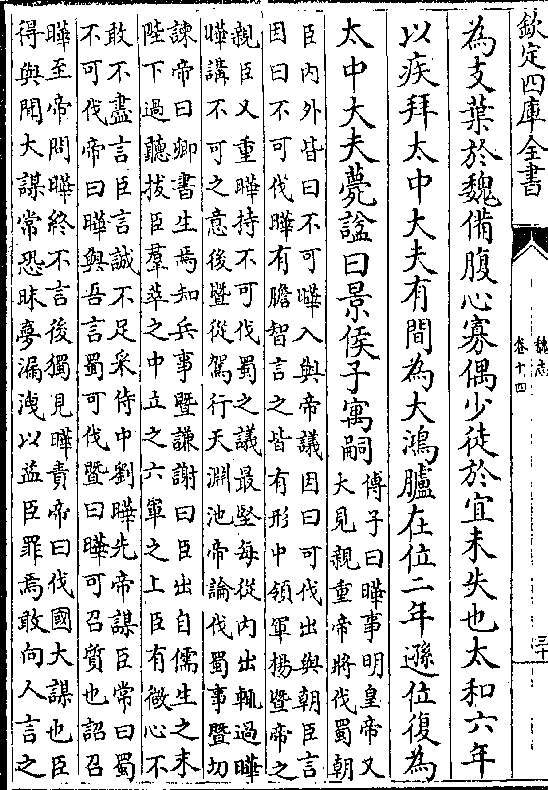 欽定四庫全書
魏志
卷十四
三十
為支葉於魏備腹心寡偶少徒於宜未失也太和六年
以疾拜太中大夫有間為大鴻臚在位二年遜位復為
太中大夫薨諡曰景侯子寓嗣
傅子曰曄事明皇帝又
大見親重帝將伐蜀朝
臣内外皆曰不可曄入與帝議因曰可伐出與朝臣言
因曰不可伐曄有膽智言之皆有形中領軍楊暨帝之
親臣又重曄持不可伐蜀之議最堅每從内出輒過曄
曄講不可之意後暨從駕行天淵池帝論伐蜀事暨切
諫帝曰卿書生焉知兵事暨謙謝曰臣出自儒生之末
陛下過聽拔臣羣萃之中立之六軍之上臣有微心不
敢不盡言臣言誠不足采侍中劉曄先帝謀臣常曰蜀
不可伐帝曰曄與吾言蜀可伐暨曰曄可召質也詔召
曄至帝問曄終不言後獨見曄責帝曰伐國大謀也臣
得與聞大謀常恐眛夢漏洩以益臣罪焉敢向人言之